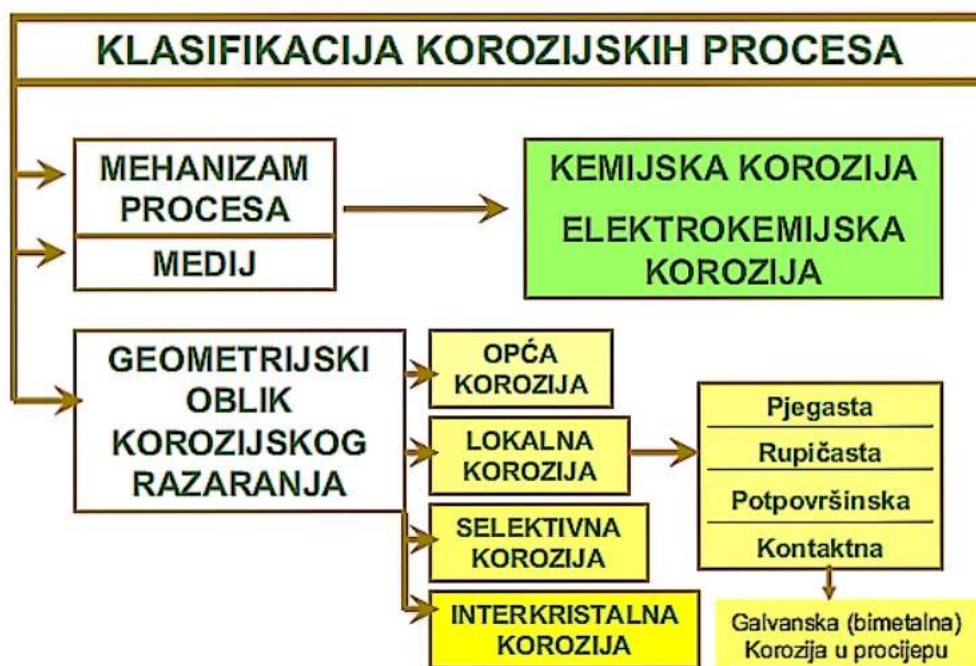 KLASIFIKACIJA KOROZIJSKIH PROCESA
MEHANIZAM
PROCESA
MEDIJ
KEMIJSKA KOROZIJA
ELEKTROKEMIJSKA
KOROZIJA
GEOMETRIJSKI
OBLIK
KOROZIJSKOG
RAZARANJA
OPĆA
KOROZIJA
LOKALNA
KOROZIJA
SELEKTIVNA
KOROZIJA
INTERKRISTALNA
KOROZIJA
Pjegasta
Rupičasta
Potpovršinska
Kontaktna
Galvanska (bimetalna)
Korozija u procijepu